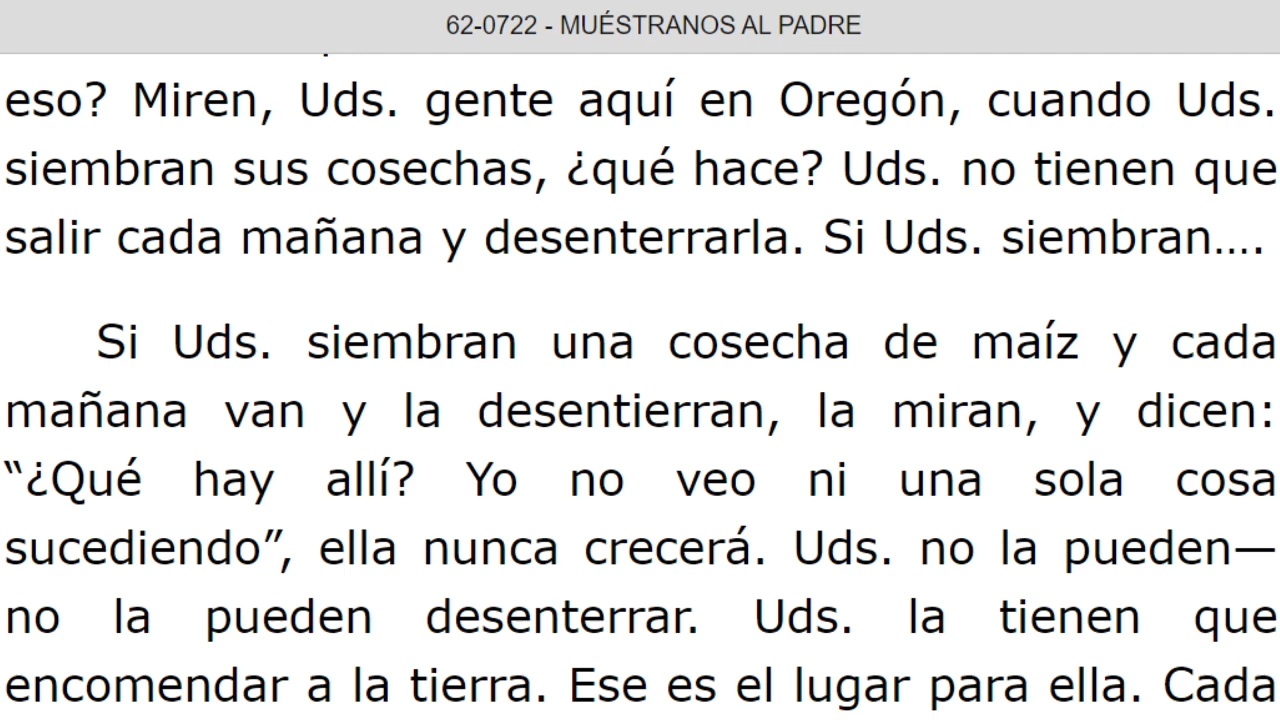 62-0722 - MUÉSTRANOS AL PADRE
eso? Miren, Uds. gente aquí en Oregón, cuando Uds.
siembran sus cosechas, ¿qué hace? Uds. no tienen que
salir cada mañana y desenterrarla. Si Uds. siembran....
Si Uds. siembran una cosecha de maíz y cada
mañana van y la desentierran, la miran, y dicen:
“¿Qué hay allí? Yo no veo ni una sola cosa
sucediendo”, ella nunca crecerá. Uds. no la pueden—
no la pueden desenterrar. Uds. la tienen que
encomendar a la tierra. Ese es el lugar para ella. Cada